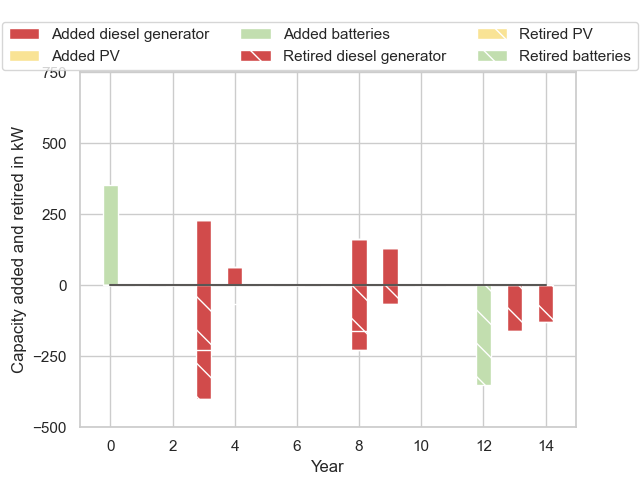 Added diesel generator Added batteries Retired PV
Added PV Retired diesel generator Retired batteries
750
500
250
0
−250
−500
Capacity added and retired in kW
0 2 4 6 8 10 12 14
Year